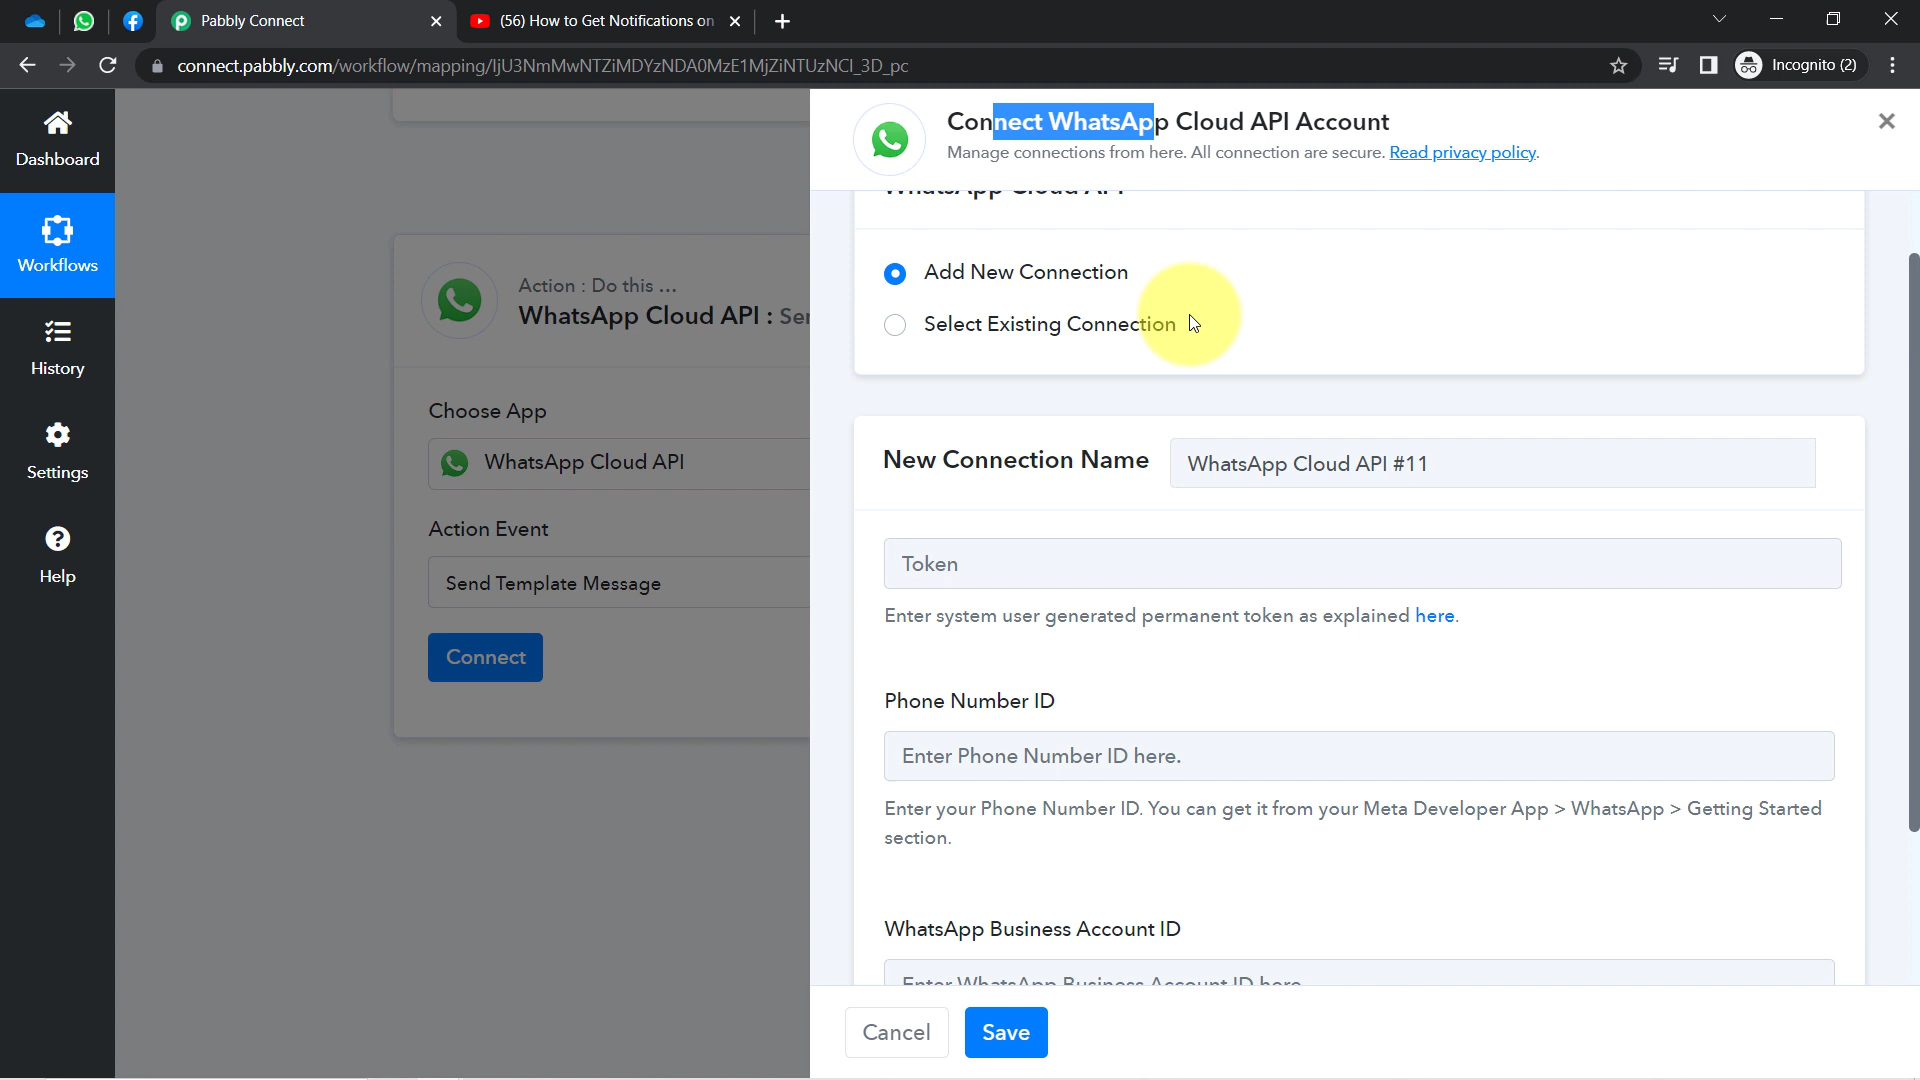 Pabbly Connect
(56) How to Get Notifications on
connect.pabbly.com/workflow/mapping/IjU3NmMwNTZiMDYzNDA0MzE1MjZiNTUzNCI_3D_pc
Incognito (2)
Dashboard
Workflows
History
Settings
Help
Action : Do this ...
WhatsApp Cloud API : Ser
Choose App
WhatsApp Cloud API
Action Event
Send Template Message
Connect
Connect WhatsApp Cloud API Account
Manage connections from here. All connection are secure. Read privacy policy.
WhatsApp Cloud API
Add New Connection
Select Existing Connection
New Connection Name
WhatsApp Cloud API #11
Token
Enter system user generated permanent token as explained here.
Phone Number ID
Enter Phone Number ID here.
Enter your Phone Number ID. You can get it from your Meta Developer App > WhatsApp > Getting Started
section.
WhatsApp Business Account ID
Enter WhatsApp Business Account ID here.
Cancel
Save